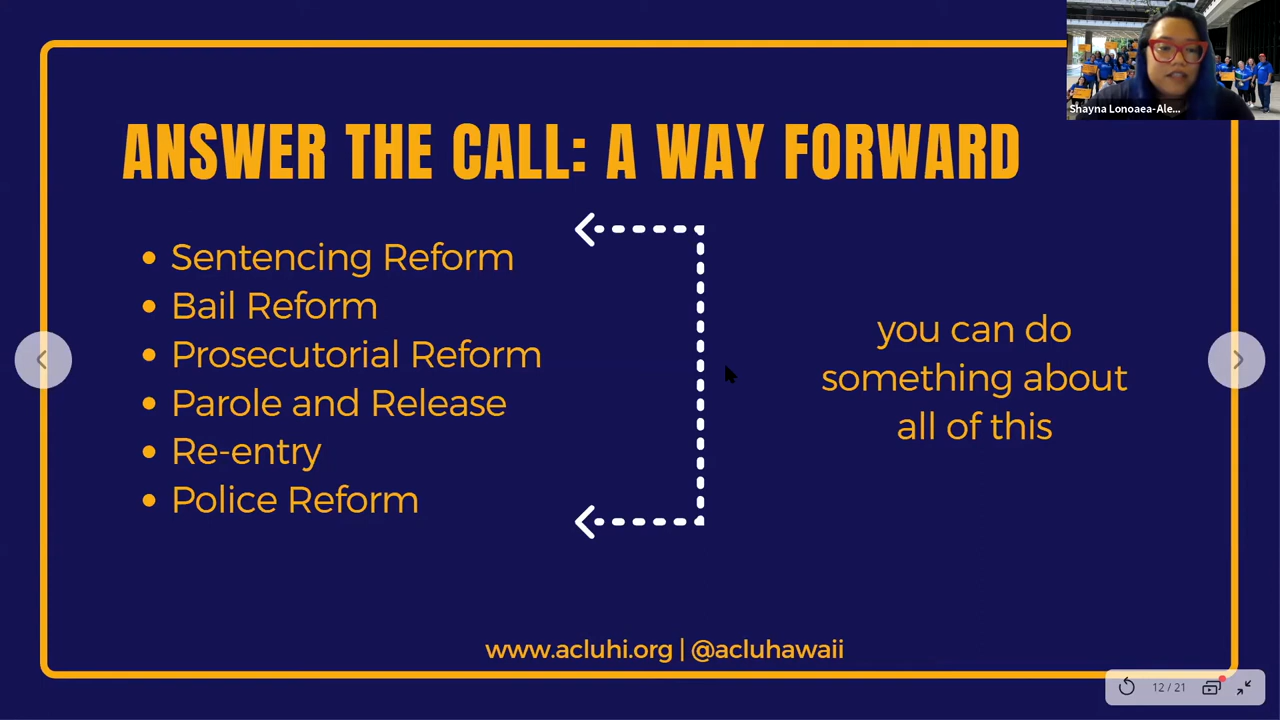 ANSWER THE CALL: A WAY FORWARD
• Sentencing Reform
• Bail Reform
• Prosecutorial Reform
• Parole and Release
• Re-entry
• Police Reform
you can do
something about
all of this
www.acluhi.org | @acluhawaii
Shayna Lonoaea-Ale...
12 / 21